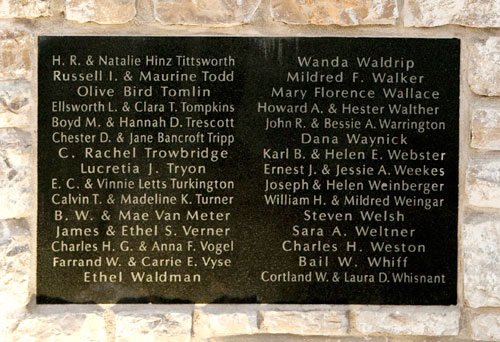 H. R. & Natalie Hinz Tittsworth
Russell I. & Maurine Todd
Olive Bird Tomlin
Ellsworth L. & Clara T. Tompkins
Boyd M. & Hannah D. Trescott
Chester D. & Jane Bancroft Tripp
C. Rachel Trowbridge
Lucretia J. Tryon
E. C. & Vinnie Letts Turkington
Calvin T. & Madeline K. Turner
B. W. & Mae Van Meter
James & Ethel S. Verner
Charles H. G. & Anna F. Vogel
Farrand W. & Carrie E. Vyse
Ethel Waldman
Wanda Waldrip
Mildred F. Walker
Mary Florence Wallace
Howard A. & Hester Walther
John R. & Bessie A. Warrington
Dana Waynick
Karl B. & Helen E. Webster
Ernest J. & Jessie A. Weekes
Joseph & Helen Weinberger
William H. & Mildred Weingar
Steven Welsh
Sara A. Weltner
Charles H. Weston
Bail W. Whiff
Cortland W. & Laura D. Whisnant